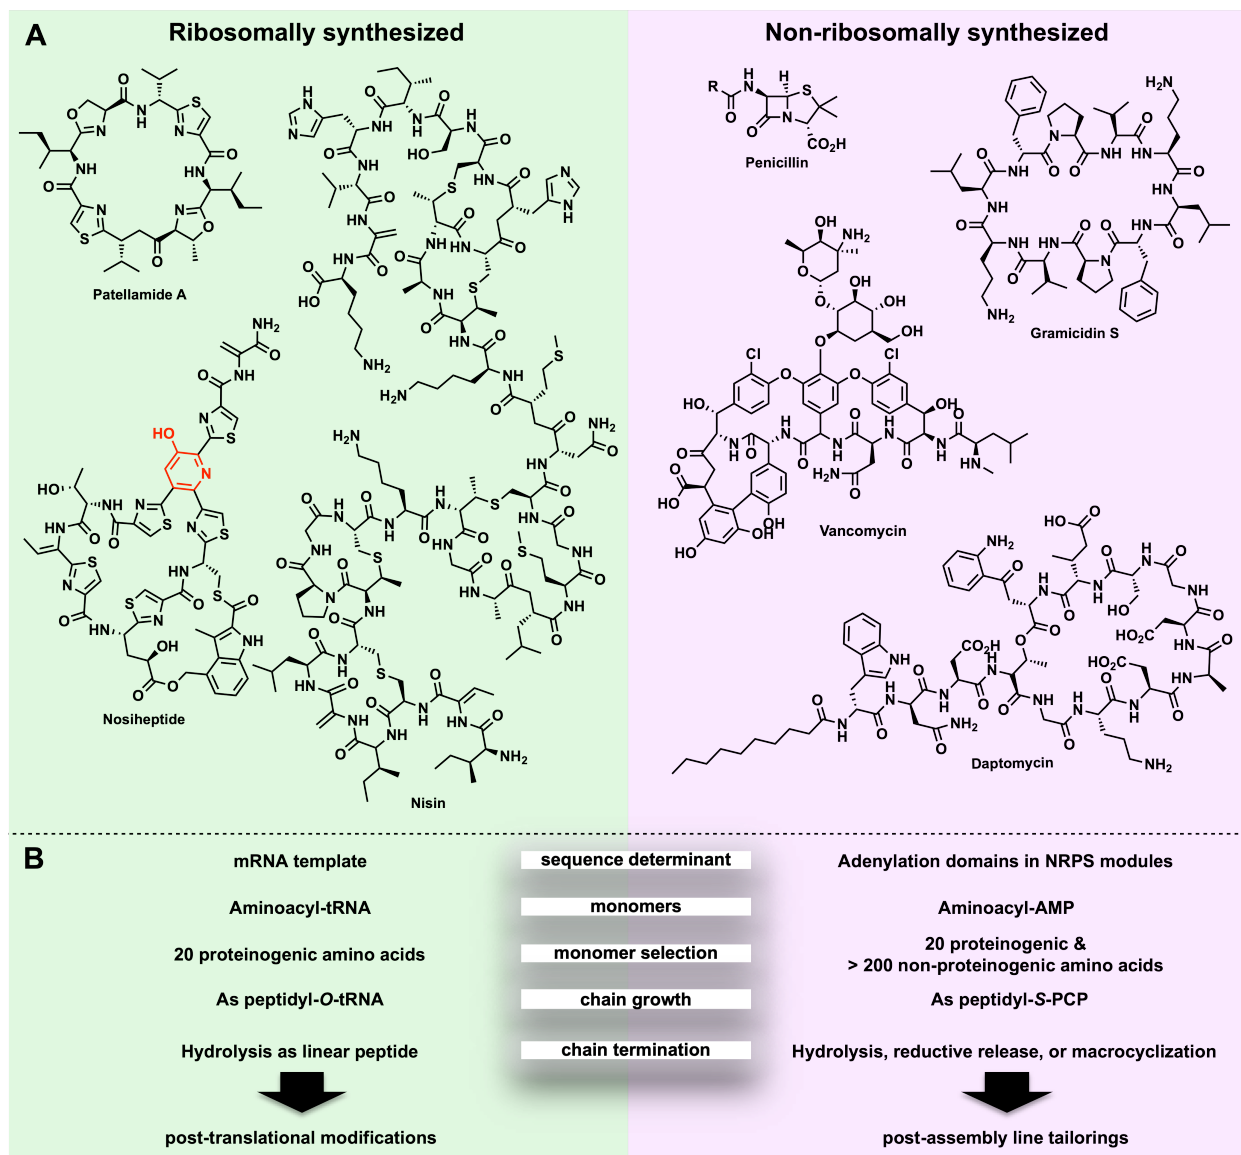 A
Ribosomally synthesized
Non-ribosomally synthesized
Patellamide A
Penicillin
Gramicidin S
Vancomycin
Nosiheptide
Nisin
Daptomycin
B
mRNA template
sequence determinant
Adenylation domains in NRPS modules
Aminoacyl-tRNA
monomers
Aminoacyl-AMP
20 proteinogenic amino acids
monomer selection
20 proteinogenic &
> 200 non-proteinogenic amino acids
As peptidyl-O-tRNA
chain growth
As peptidyl-S-PCP
Hydrolysis as linear peptide
chain termination
Hydrolysis, reductive release, or macrocyclization
post-translational modifications
post-assembly line tailorings